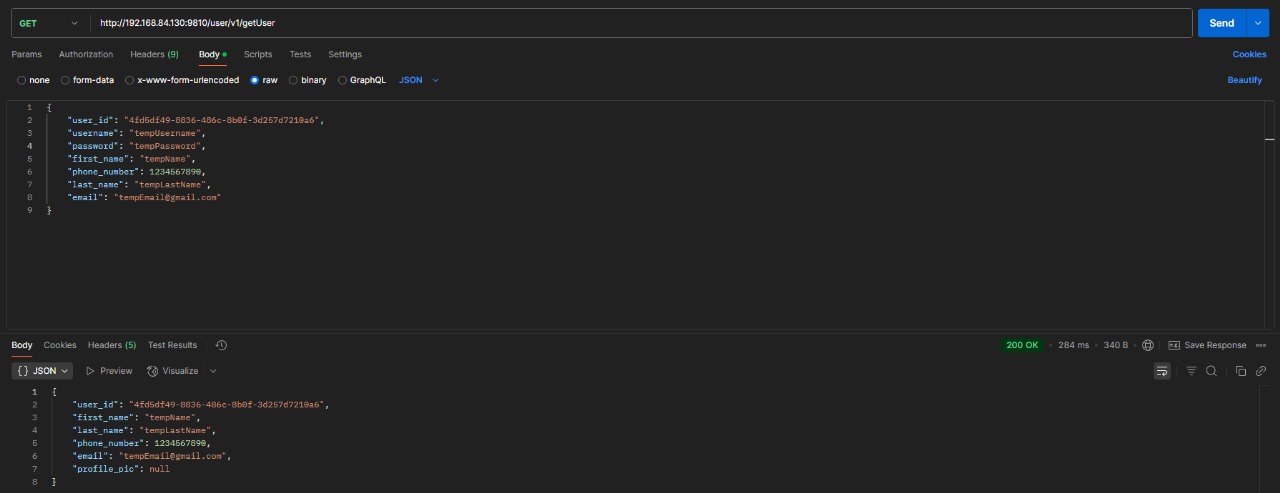 GET http://192.168.84.130:9810/user/v1/getUser Send
Params Authorization Headers (9) Body Scripts Tests Settings Cookies
none form-data x-www-form-urlencoded raw binary GraphQL JSON Beautify
1 {
2 "user_id": "4fd5df49-8836-486c-8b0f-3d257d7210a6",
3 "username": "tempUsername",
4 "password": "tempPassword",
5 "first_name": "tempName",
6 "phone_number": 1234567890,
7 "last_name": "tempLastName",
8 "email": "tempEmail@gmail.com"
9 }
Body Cookies Headers (5) Test Results 200 OK 284 ms 340 B Save Response
{} JSON Preview Visualize
1 {
2 "user_id": "4fd5df49-8836-486c-8b0f-3d257d7210a6",
3 "first_name": "tempName",
4 "last_name": "tempLastName",
5 "phone_number": 1234567890,
6 "email": "tempEmail@gmail.com",
7 "profile_pic": null
8 }